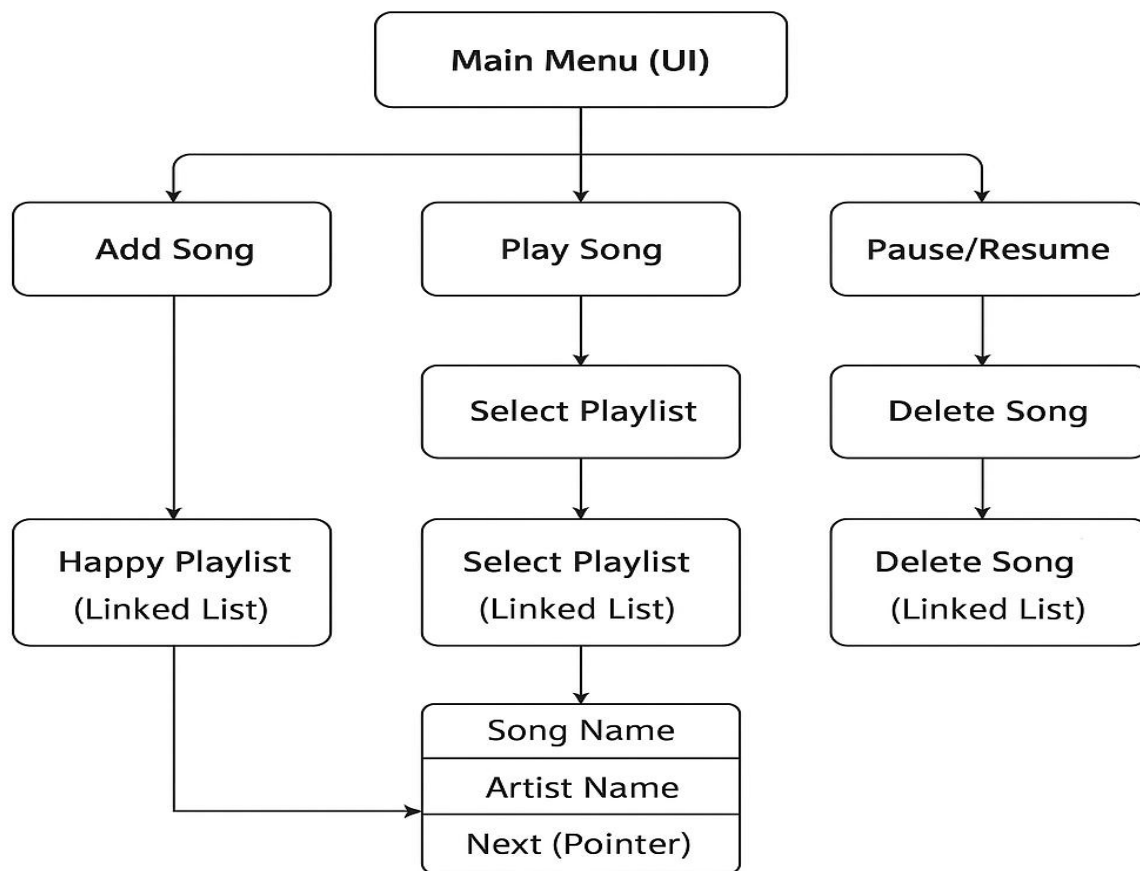 Main Menu (UI)
Add Song
Play Song
Pause/Resume
Select Playlist
Delete Song
Happy Playlist
(Linked List)
Select Playlist
(Linked List)
Delete Song
(Linked List)
Song Name
Artist Name
Next (Pointer)